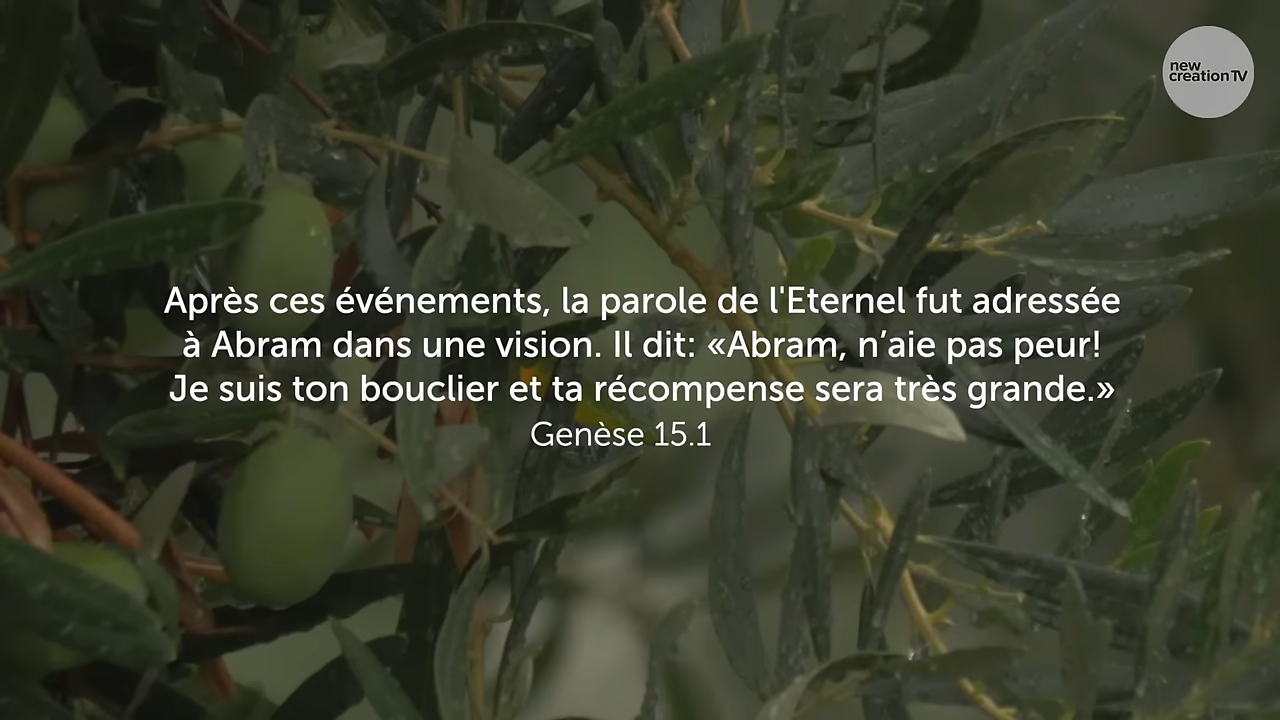 new
creation TV
Après ces événements, la parole de l'Eternel fut adressée
à Abram dans une vision. Il dit: «Abram, n’aie pas peur!
Je suis ton bouclier et ta récompense sera très grande.»
Genèse 15.1